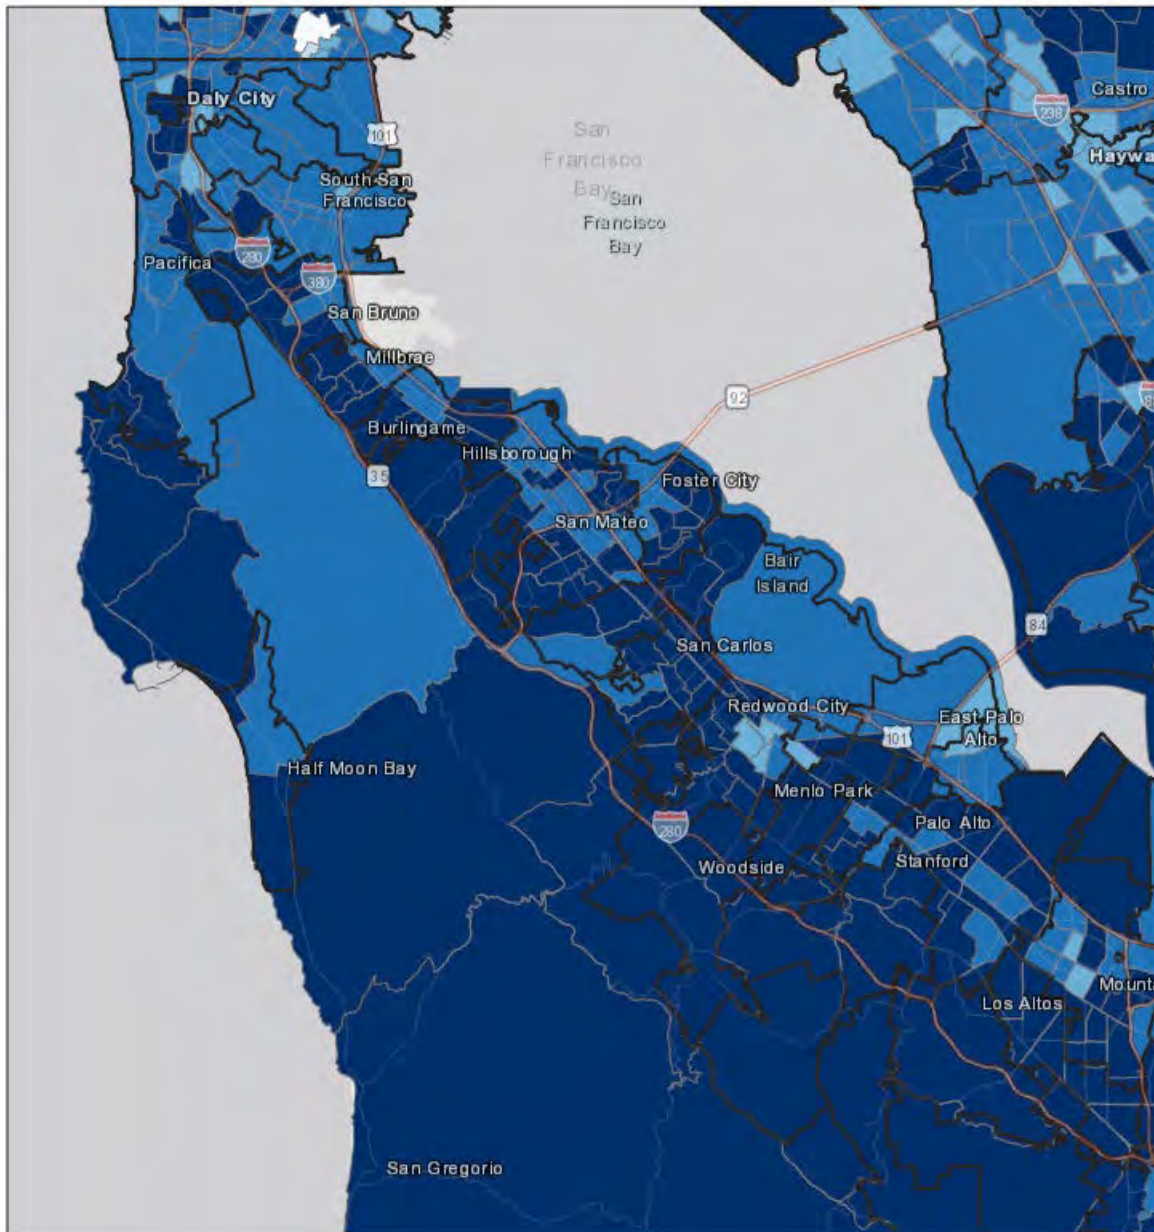 Daly City
101
Castro
238
Haywa
San
Francisco
Bay
San
Francisco
Bay
South San
Francisco
Pacifica
280
380
San Bruno
Millbrae
92
Burlingame
Hillsborough
35
Foster City
San Mateo
Bair
Island
84
San Carlos
Redwood City
East Palo
Alto
101
Half Moon Bay
Menlo Park
280
Palo Alto
Woodside
Stanford
Los Altos
Mounta
San Gregorio